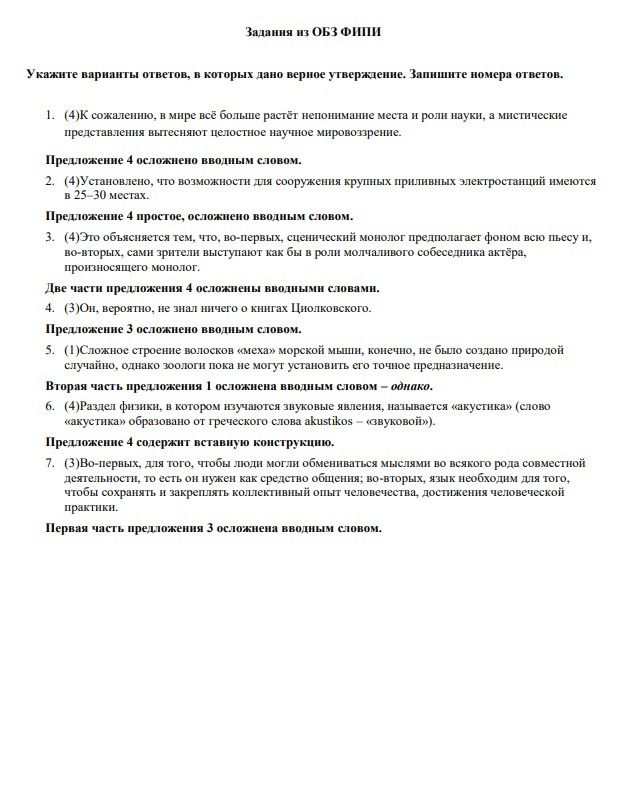 Задания из ОБЗ ФИПИ
Укажите варианты ответов, в которых дано верное утверждение. Запишите номера ответов.
1. (4)К сожалению, в мире всё больше растёт непонимание места и роли науки, а мистические
представления вытесняют целостное научное мировоззрение.
Предложение 4 осложнено вводным словом.
2. (4)Установлено, что возможности для сооружения крупных приливных электростанций имеются
в 25–30 местах.
Предложение 4 простое, осложнено вводным словом.
3. (4)Это объясняется тем, что, во-первых, сценический монолог предполагает фоном всю пьесу и,
во-вторых, сами зрители выступают как бы в роли молчаливого собеседника актёра,
произносящего монолог.
Две части предложения 4 осложнены вводными словами.
4. (3)Он, вероятно, не знал ничего о книгах Циолковского.
Предложение 3 осложнено вводным словом.
5. (1)Сложное строение волосков «меха» морской мыши, конечно, не было создано природой
случайно, однако зоологи пока не могут установить его точное предназначение.
Вторая часть предложения 1 осложнена вводным словом – однако.
6. (4)Раздел физики, в котором изучаются звуковые явления, называется «акустика» (слово
«акустика» образовано от греческого слова akustikos – «звуковой»).
Предложение 4 содержит вставную конструкцию.
7. (3)Во-первых, для того, чтобы люди могли обмениваться мыслями во всякого рода совместной
деятельности, то есть он нужен как средство общения; во-вторых, язык необходим для того,
чтобы сохранять и закреплять коллективный опыт человечества, достижения человеческой
практики.
Первая часть предложения 3 осложнена вводным словом.